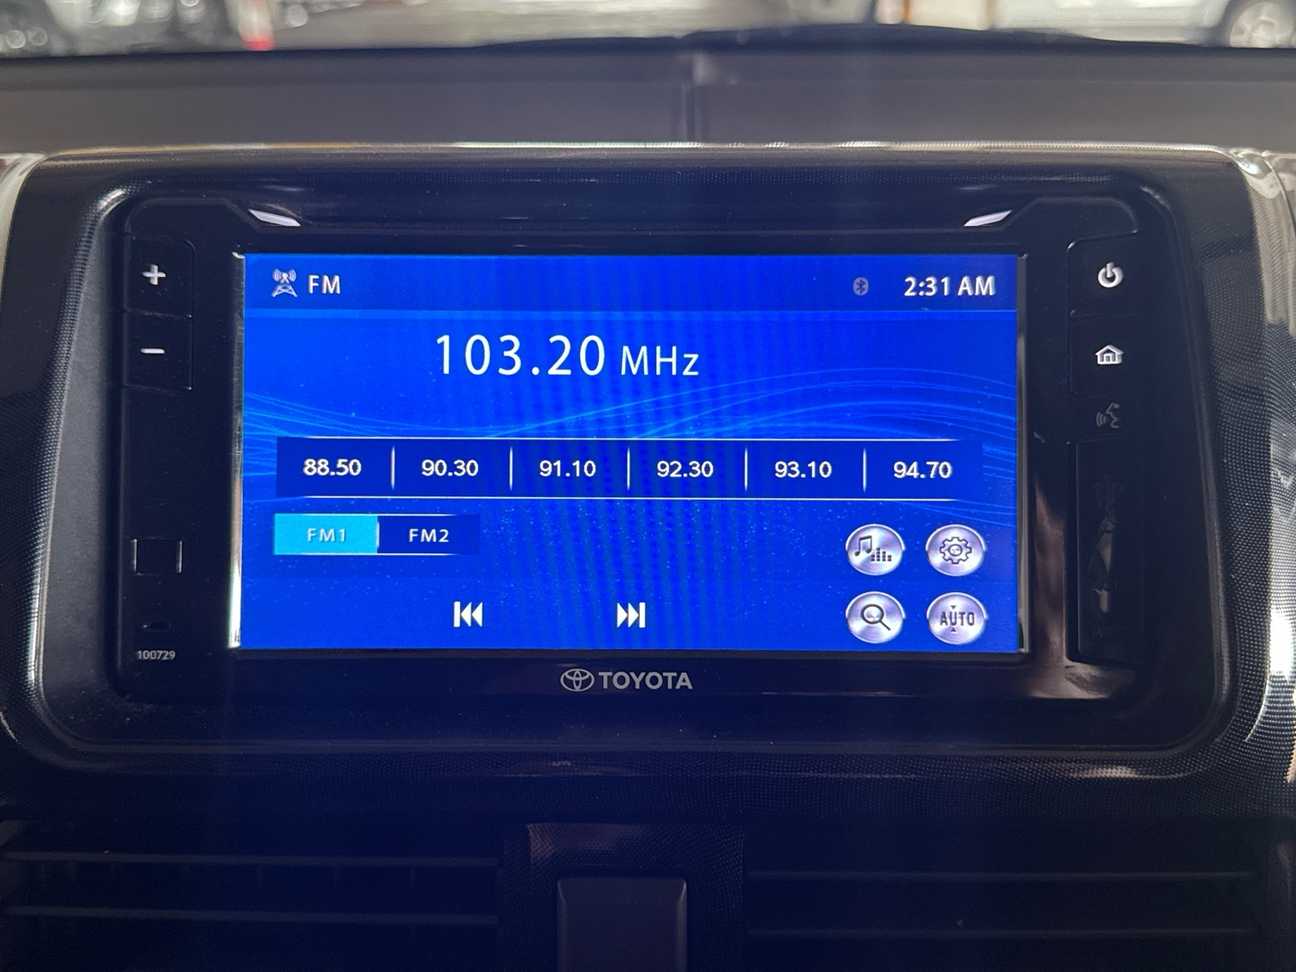 FM 2:31 AM
103.20 MHz
88.50 90.30 91.10 92.30 93.10 94.70
FM1 FM2
AUTO
100729
TOYOTA